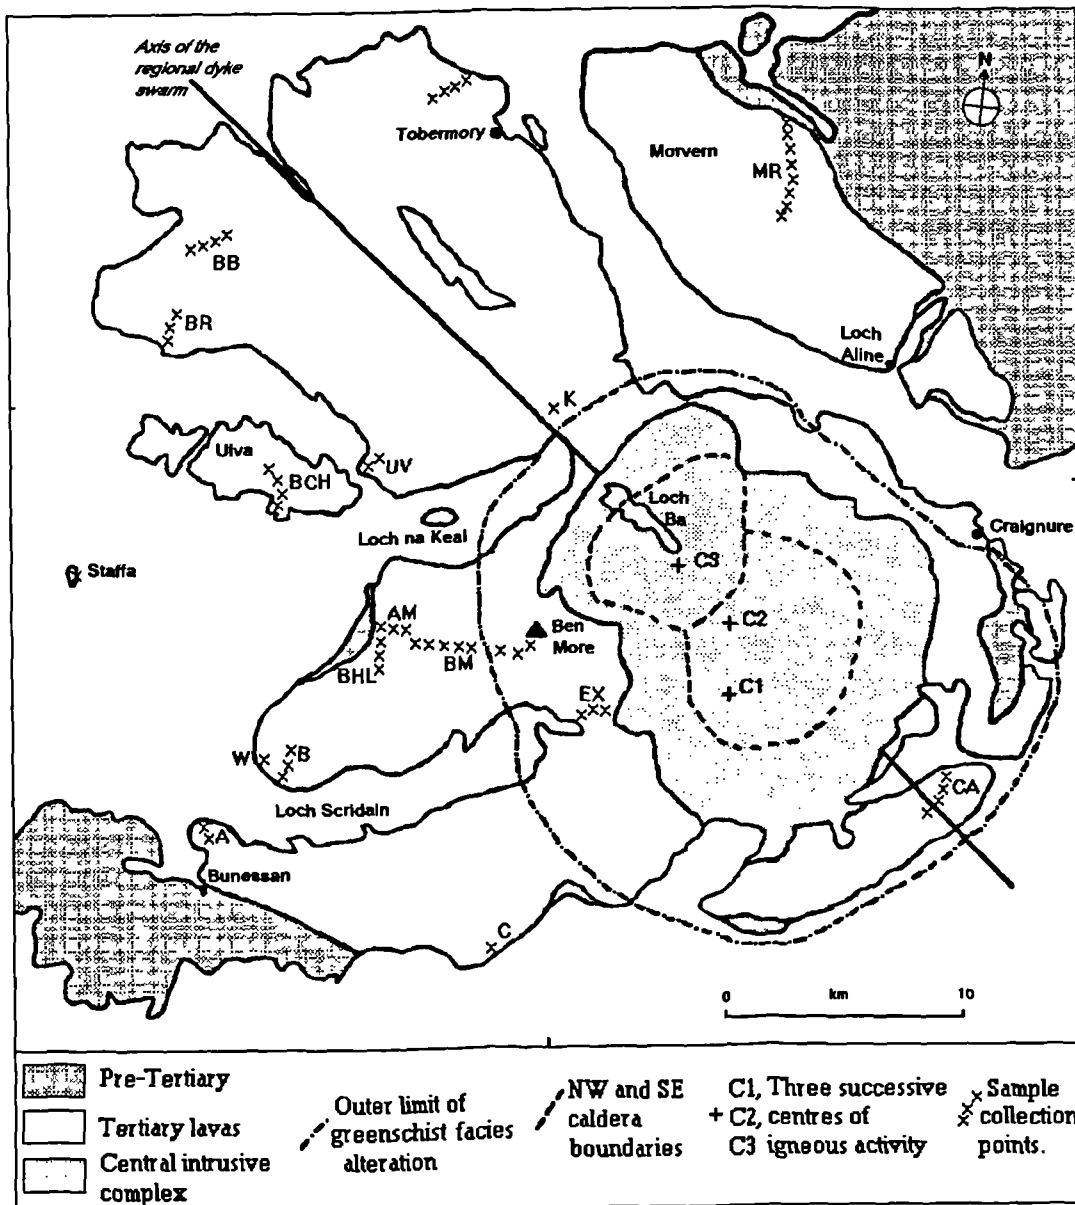 Axis of the
regional dyke
swarm
N
Tobermory
Morvern
MR
BB
BR
Loch
Aline
K
Ulva
UV
BCH
Loch
Ba
Craignure
Loch na Keal
C3
Staffa
AM
C2
Ben
More
BM
BHL
C1
EX
W
B
CA
Loch Scridain
A
Bunessan
C
0 km 10
Pre-Tertiary
Tertiary lavas
Central intrusive
complex
Outer limit of
greenschist facies
alteration
NW and SE
caldera
boundaries
C1, Three successive
+ C2, centres of
C3 igneous activity
Sample
collection
points.